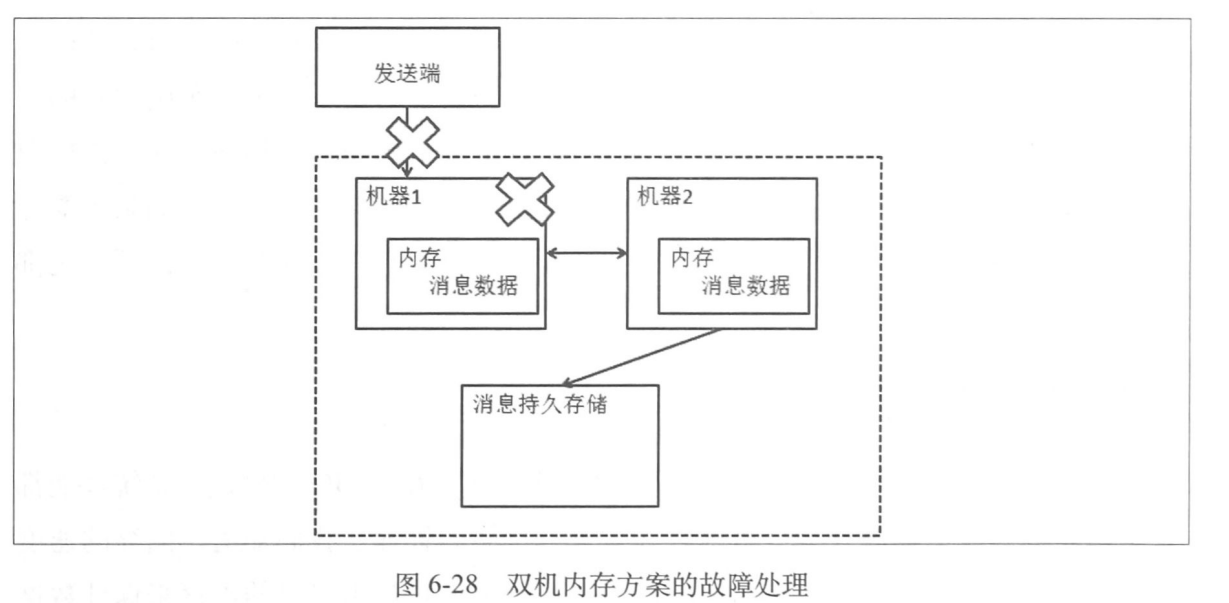 发送端
机器1
机器2
内存
消息数据
内存
消息数据
消息持久存储
图 6-28 双机内存方案的故障处理